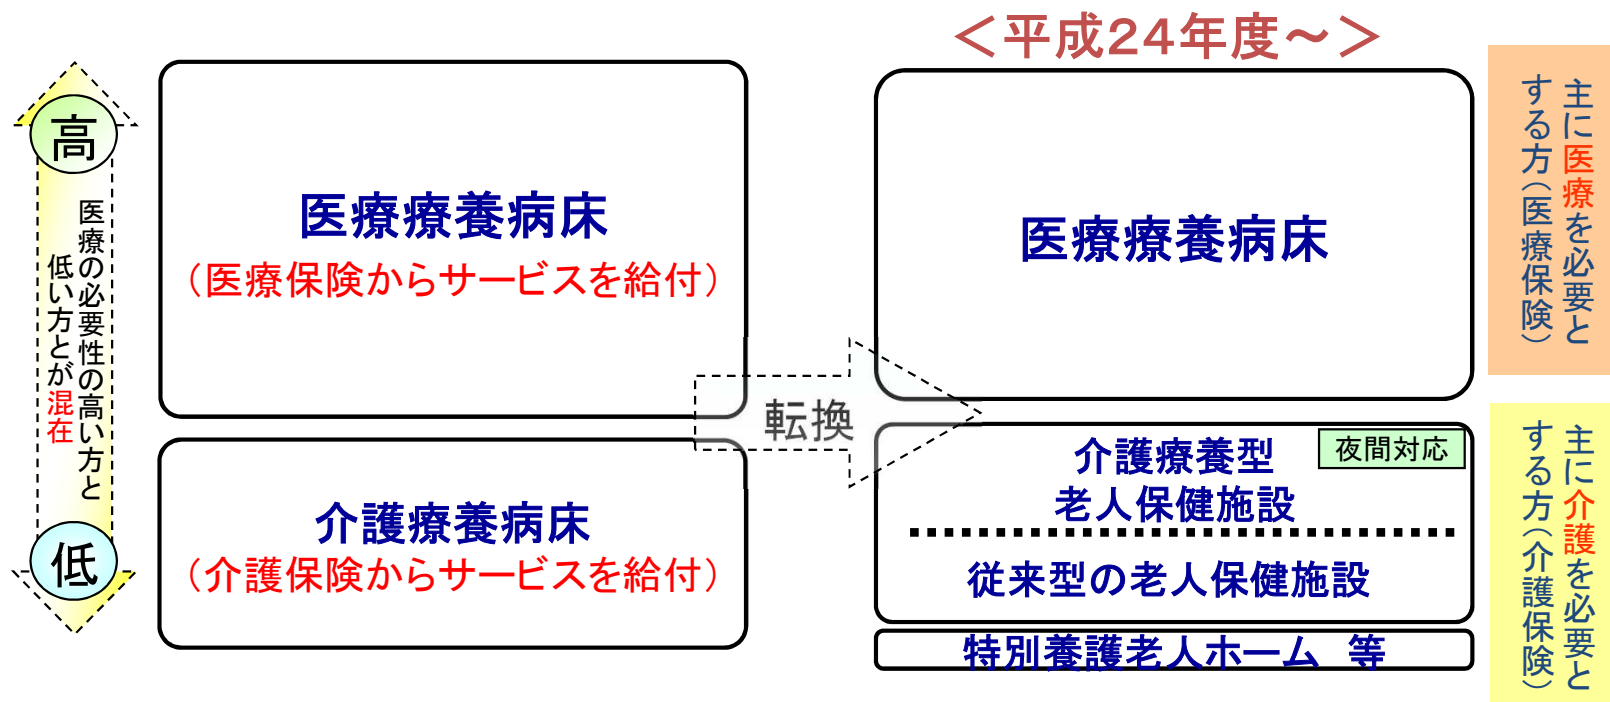 ＜平成２４年度～＞
高
医療の必要性の高い方と
低い方とが混在
低
医療療養病床
（医療保険からサービスを給付）
介護療養病床
（介護保険からサービスを給付）
転換
医療療養病床
夜間対応
介護療養型
老人保健施設
従来型の老人保健施設
特別養護老人ホーム　等
主に医療を必要と
する方（医療保険）
主に介護を必要と
する方（介護保険）